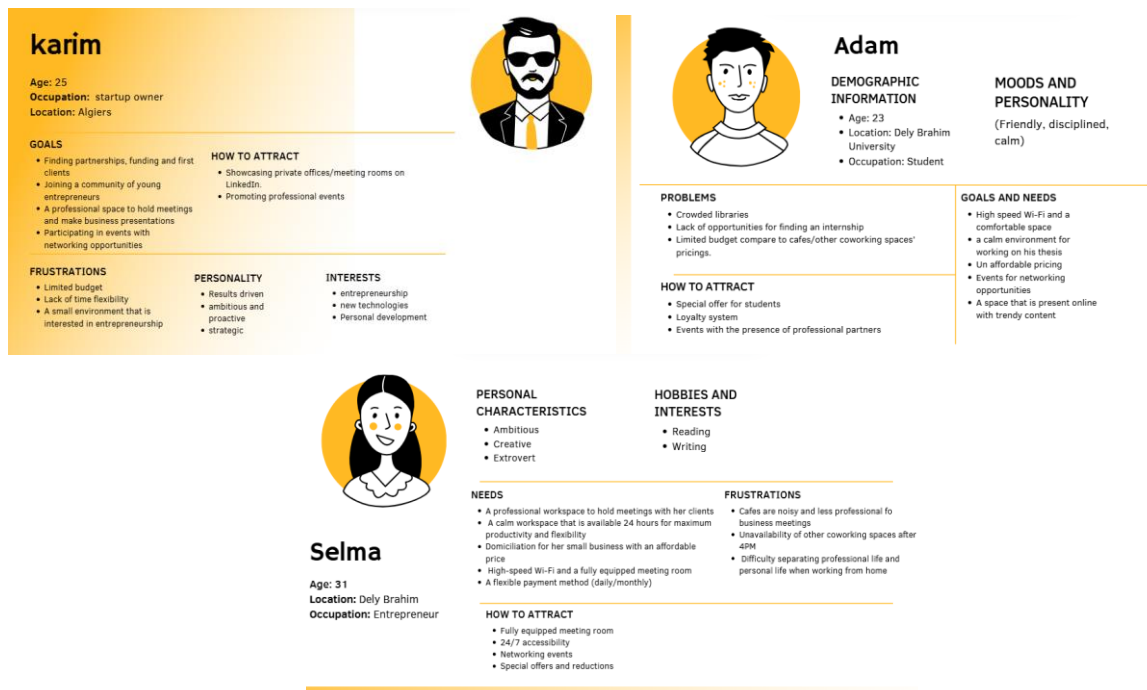 karim
Age: 25
Occupation: startup owner
Location: Algiers
GOALS
• Finding partnerships, funding and first
clients
• Joining a community of young
entrepreneurs
• A professional space to hold meetings
and make business presentations
• Participating in events with
networking opportunities
HOW TO ATTRACT
• Showcasing private offices/meeting rooms on
LinkedIn.
• Promoting professional events
FRUSTRATIONS
• Limited budget
• Lack of time flexibility
• A small environment that is
interested in entrepreneurship
PERSONALITY
• Results driven
• ambitious and
proactive
• strategic
INTERESTS
• entrepreneurship
• new technologies
• Personal development
Adam
DEMOGRAPHIC
INFORMATION
• Age: 23
• Location: Dely Brahim
University
• Occupation: Student
MOODS AND
PERSONALITY
(Friendly, disciplined,
calm)
PROBLEMS
• Crowded libraries
• Lack of opportunities for finding an internship
• Limited budget compare to cafes/other coworking spaces'
pricings.
HOW TO ATTRACT
• Special offer for students
• Loyalty system
• Events with the presence of professional partners
GOALS AND NEEDS
• High speed Wi-Fi and a
comfortable space
• a calm environment for
working on his thesis
• Un affordable pricing
• Events for networking
opportunities
• A space that is present online
with trendy content
Selma
Age: 31
Location: Dely Brahim
Occupation: Entrepreneur
PERSONAL
CHARACTERISTICS
• Ambitious
• Creative
• Extrovert
HOBBIES AND
INTERESTS
• Reading
• Writing
NEEDS
• A professional workspace to hold meetings with her clients
• A calm workspace that is available 24 hours for maximum
productivity and flexibility
• Domiciliation for her small business with an affordable
price
• High-speed Wi-Fi and a fully equipped meeting room
• A flexible payment method (daily/monthly)
FRUSTRATIONS
• Cafes are noisy and less professional fo
business meetings
• Unavailability of other coworking spaces after
4PM
• Difficulty separating professional life and
personal life when working from home
HOW TO ATTRACT
• Fully equipped meeting room
• 24/7 accessibility
• Networking events
• Special offers and reductions